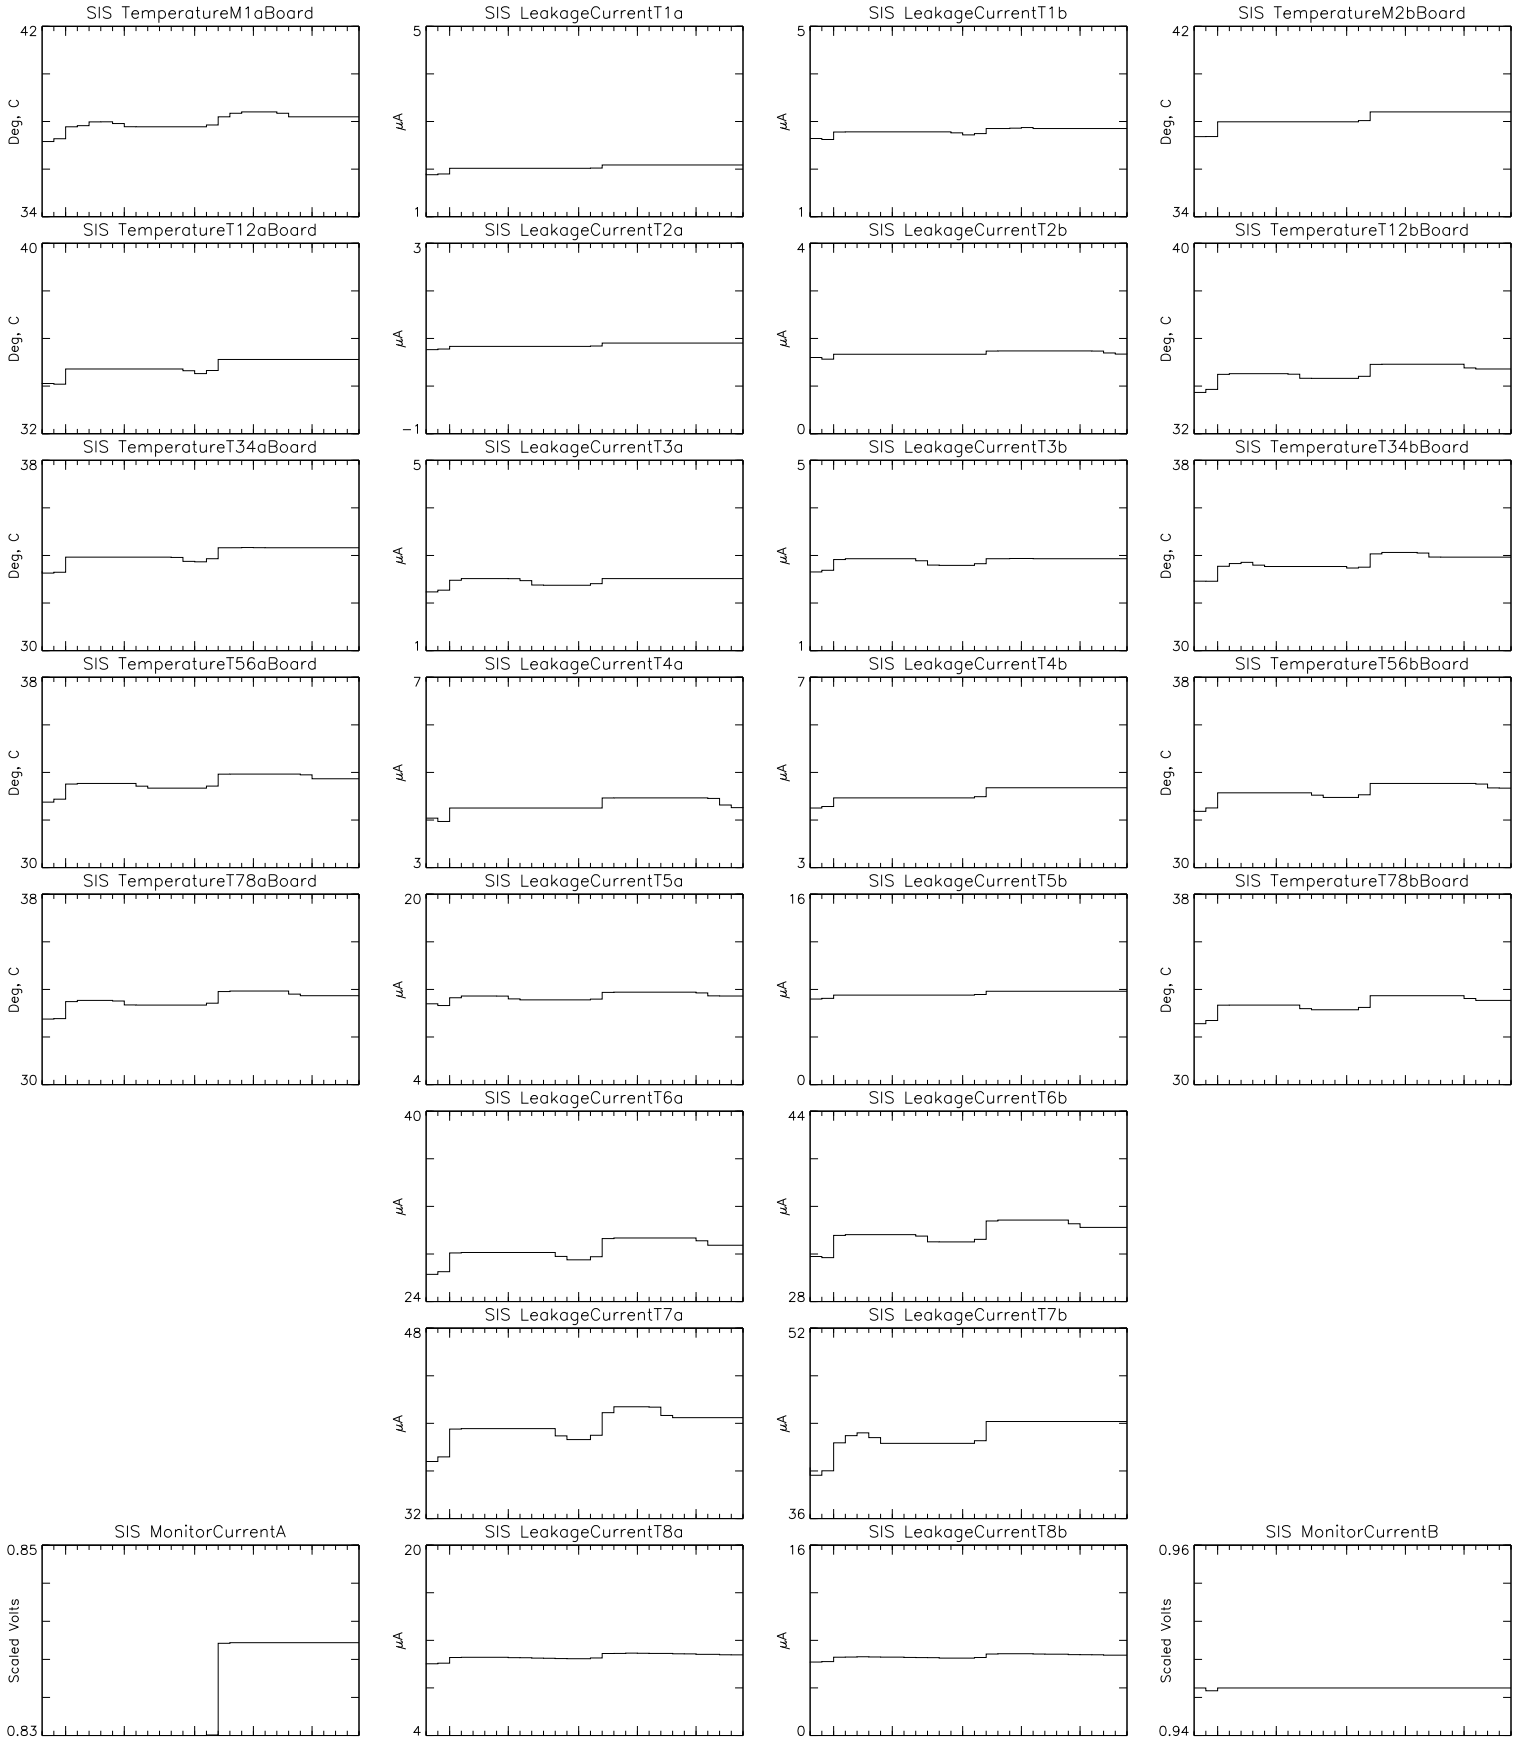 SIS TemperatureM1aBoard SIS LeakageCurrentT1a SIS LeakageCurrentT1b SIS TemperatureM2bBoard
42 5 5 42
Deg, C μA μA Deg, C
34 1 1 34
SIS TemperatureT12aBoard SIS LeakageCurrentT2a SIS LeakageCurrentT2b SIS TemperatureT12bBoard
40 3 4 40
Deg, C μA μA Deg, C
32 −1 0 32
SIS TemperatureT34aBoard SIS LeakageCurrentT3a SIS LeakageCurrentT3b SIS TemperatureT34bBoard
38 5 5 38
Deg, C μA μA Deg, C
30 1 1 30
SIS TemperatureT56aBoard SIS LeakageCurrentT4a SIS LeakageCurrentT4b SIS TemperatureT56bBoard
38 7 7 38
Deg, C μA μA Deg, C
30 3 3 30
SIS TemperatureT78aBoard SIS LeakageCurrentT5a SIS LeakageCurrentT5b SIS TemperatureT78bBoard
38 20 16 38
Deg, C μA μA Deg, C
30 4 0 30
SIS LeakageCurrentT6a SIS LeakageCurrentT6b
40 44
μA μA
24 28
SIS LeakageCurrentT7a SIS LeakageCurrentT7b
48 52
μA μA
32 36
SIS MonitorCurrentA SIS LeakageCurrentT8a SIS LeakageCurrentT8b SIS MonitorCurrentB
0.85 20 16 0.96
Scaled Volts μA μA Scaled Volts
0.83 4 0 0.94